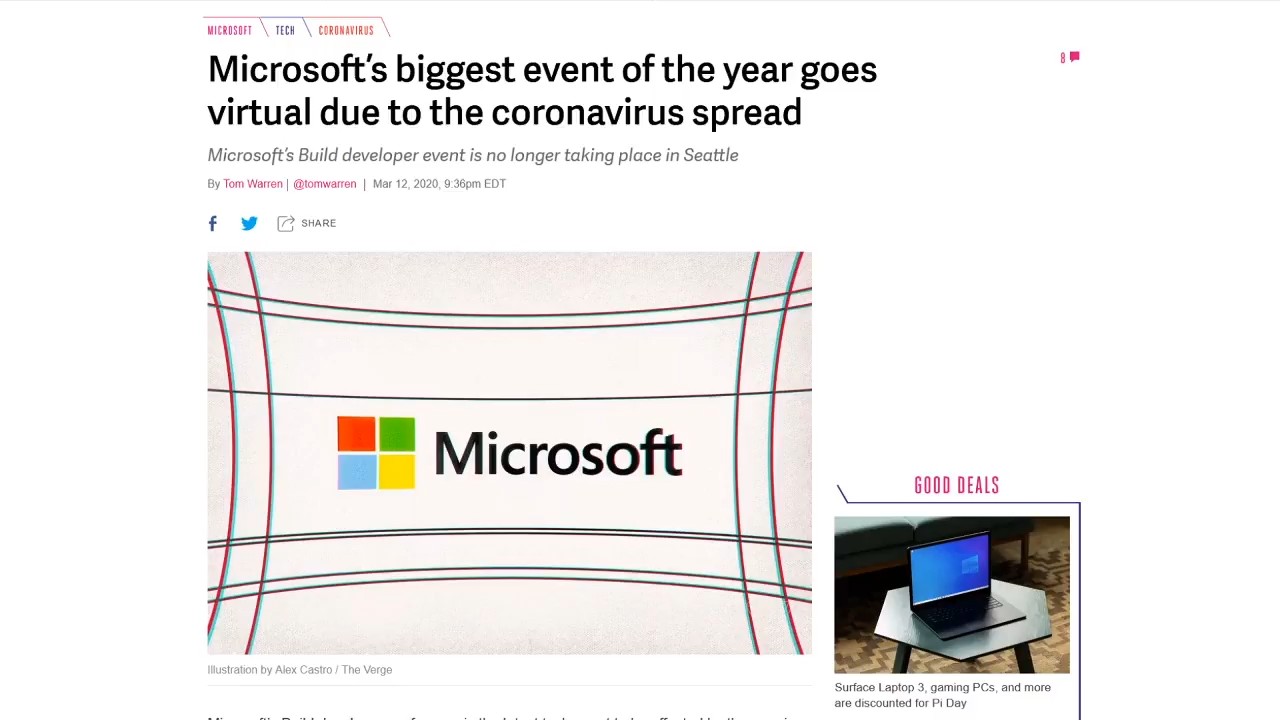 MICROSOFT
TECH
CORONAVIRUS
Microsoft's biggest event of the year goes
virtual due to the coronavirus spread
8
Microsoft's Build developer event is no longer taking place in Seattle
By Tom Warren | @tomwarren | Mar 12, 2020, 9:36pm EDT
SHARE
Microsoft
Illustration by Alex Castro / The Verge
GOOD DEALS
Surface Laptop 3, gaming PCs, and more
are discounted for Pi Day